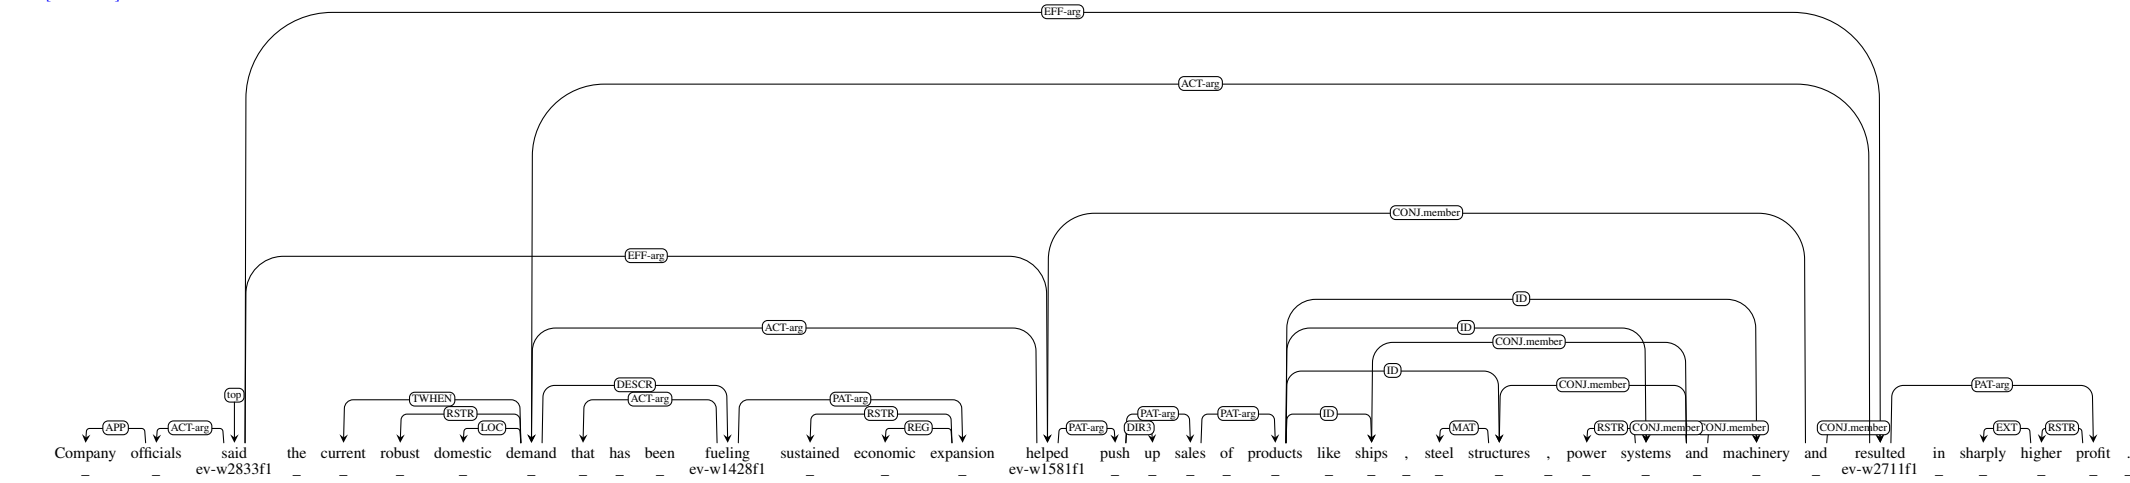 EFF-arg
ACT-arg
CONJ.member
EFF-arg
ID
ACT-arg ID
CONJ.member
ID
DESCR CONJ.member PAT-arg
top
TWHEN ACT-arg PAT-arg
RSTR RSTR PAT-arg PAT-arg ID
APP ACT-arg LOC REG PAT-arg DIR3 MAT RSTR CONJ.member CONJ.member CONJ.member EXT RSTR
Company officials said the current robust domestic demand that has been fueling sustained economic expansion helped push up sales of products like ships , steel structures , power systems and machinery and resulted in sharply higher profit .
_ _ ev-w2833f1 _ _ _ _ _ _ _ _ ev-w1428f1 _ _ _ ev-w1581f1 _ _ _ _ _ _ _ _ _ _ _ _ _ _ _ _ ev-w2711f1 _ _ _ _ _